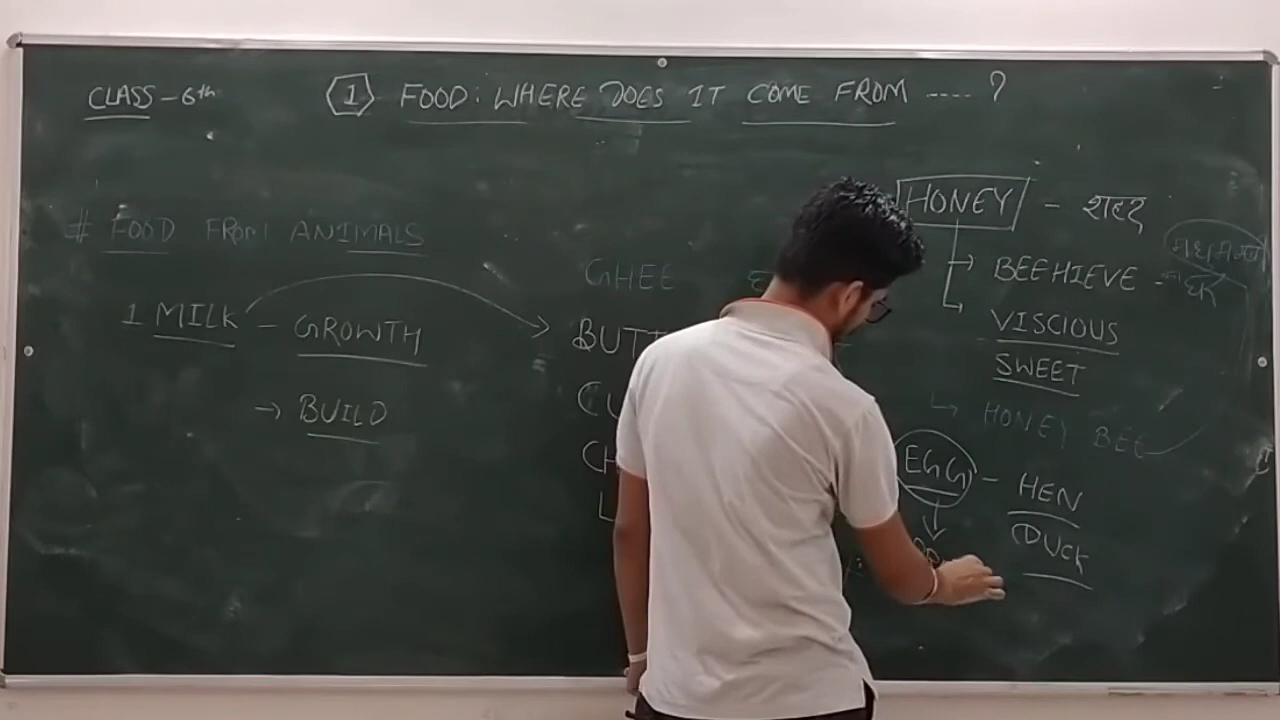 CLASS - 6th
1 FOOD: WHERE DOES IT COME FROM ---- ?
# FOOD FROM ANIMALS
1 MILK - GROWTH
→ BUILD
GHEE
HONEY - शहद
→ BEEHIEVE - घर
VISCIOUS
SWEET
↳ HONEY BEE
EGG - HEN
DUCK